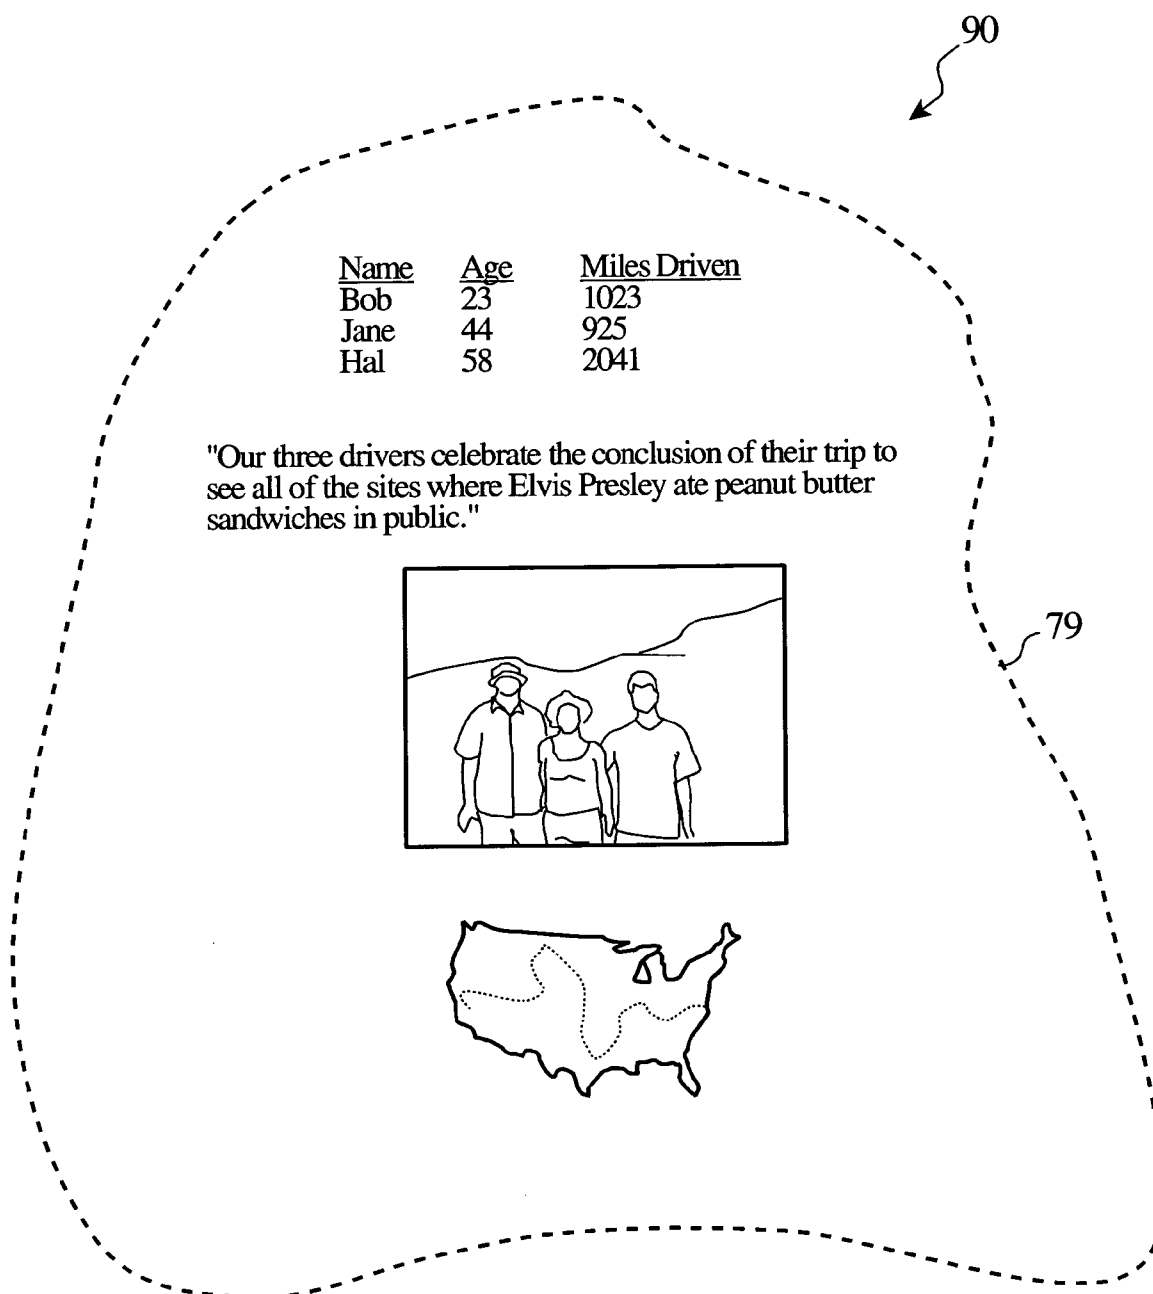 90
Name Age Miles Driven
Bob 23 1023
Jane 44 925
Hal 58 2041
"Our three drivers celebrate the conclusion of their trip to
see all of the sites where Elvis Presley ate peanut butter
sandwiches in public."
79